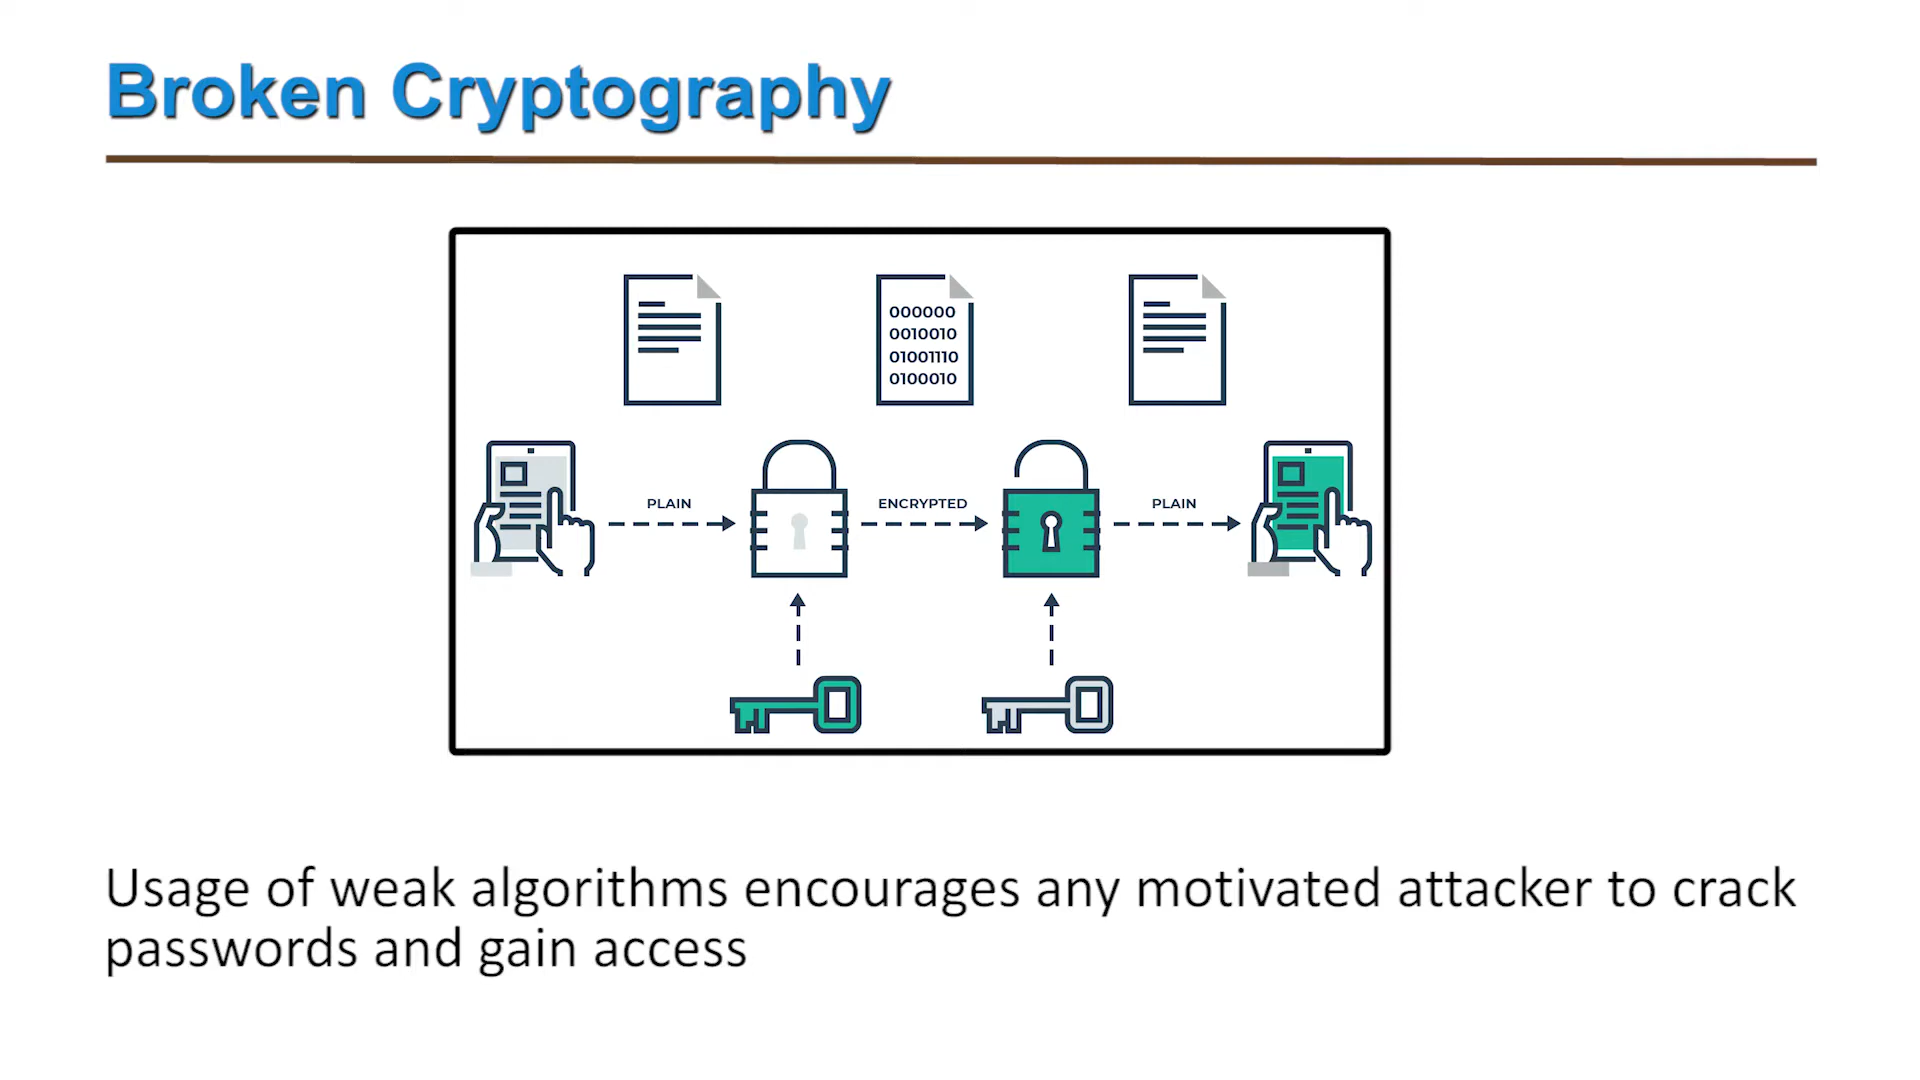 Broken Cryptography
000000
0010010
01001110
0100010
PLAIN
ENCRYPTED
PLAIN
Usage of weak algorithms encourages any motivated attacker to crack
passwords and gain access